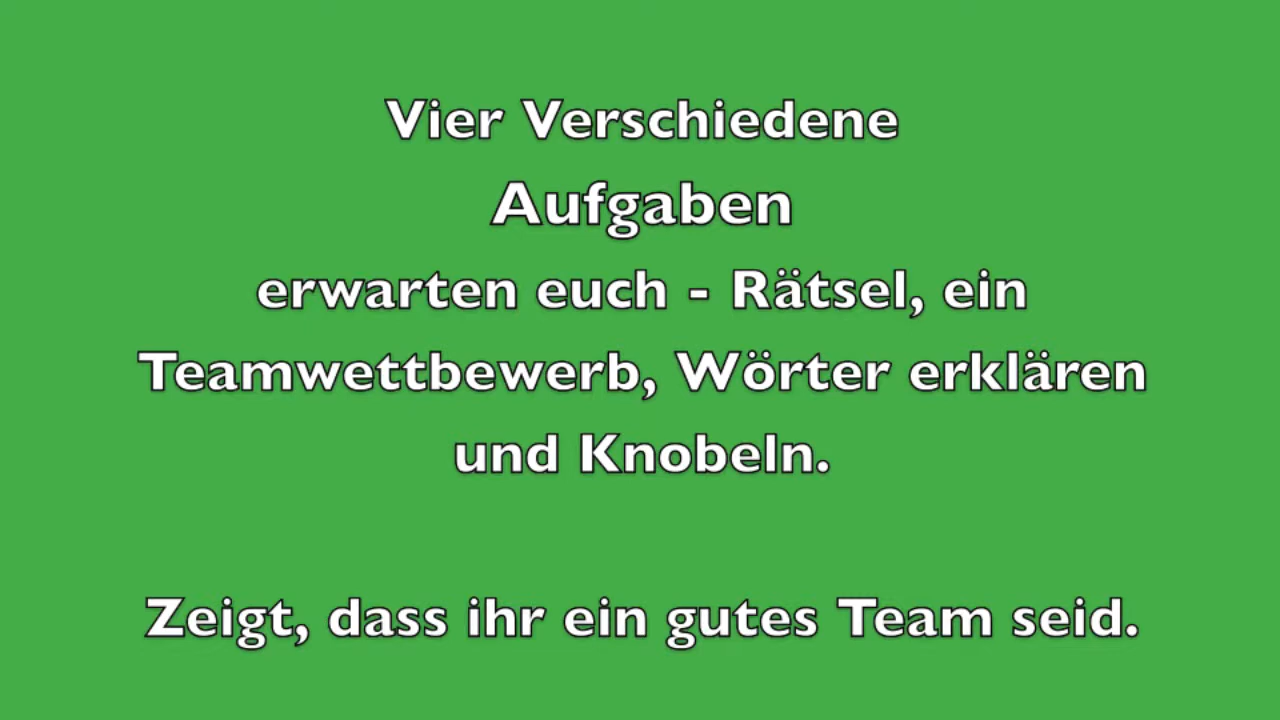 Vier Verschiedene
Aufgaben
erwarten euch - Rätsel, ein
Teamwettbewerb, Wörter erklären
und Knobeln.
Zeigt, dass ihr ein gutes Team seid.